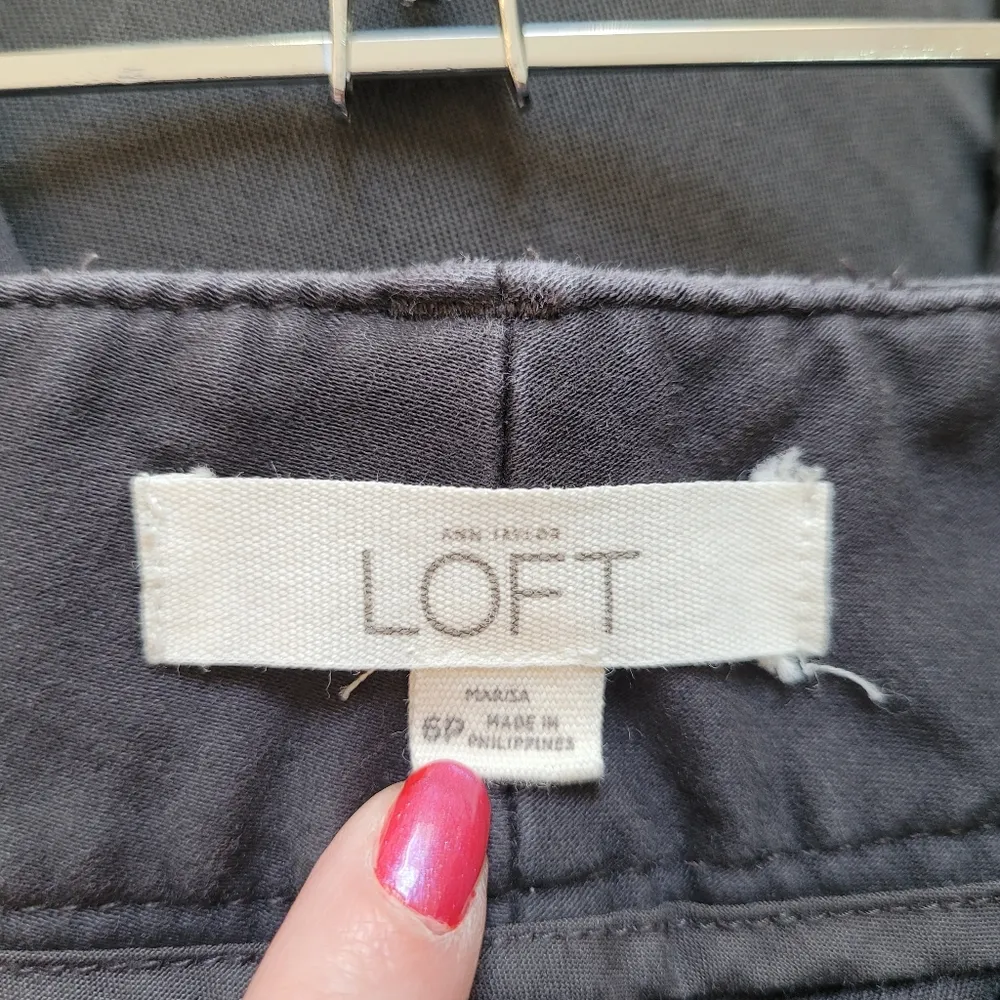 ANN TAYLOR
LOFT
MARISA
6P MADE IN
PHILIPPINES